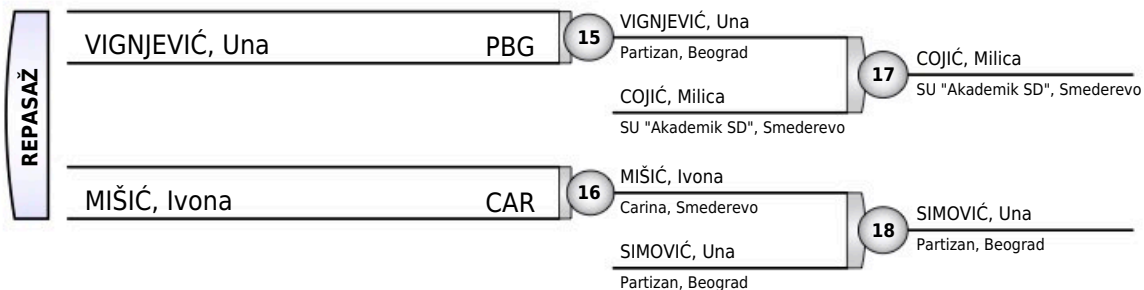 REPASAŽ
VIGNJEVIĆ, Una PBG
15
VIGNJEVIĆ, Una
Partizan, Beograd
COJIĆ, Milica
SU "Akademik SD", Smederevo
17
COJIĆ, Milica
SU "Akademik SD", Smederevo
MIŠIĆ, Ivona CAR
16
MIŠIĆ, Ivona
Carina, Smederevo
SIMOVIĆ, Una
Partizan, Beograd
18
SIMOVIĆ, Una
Partizan, Beograd